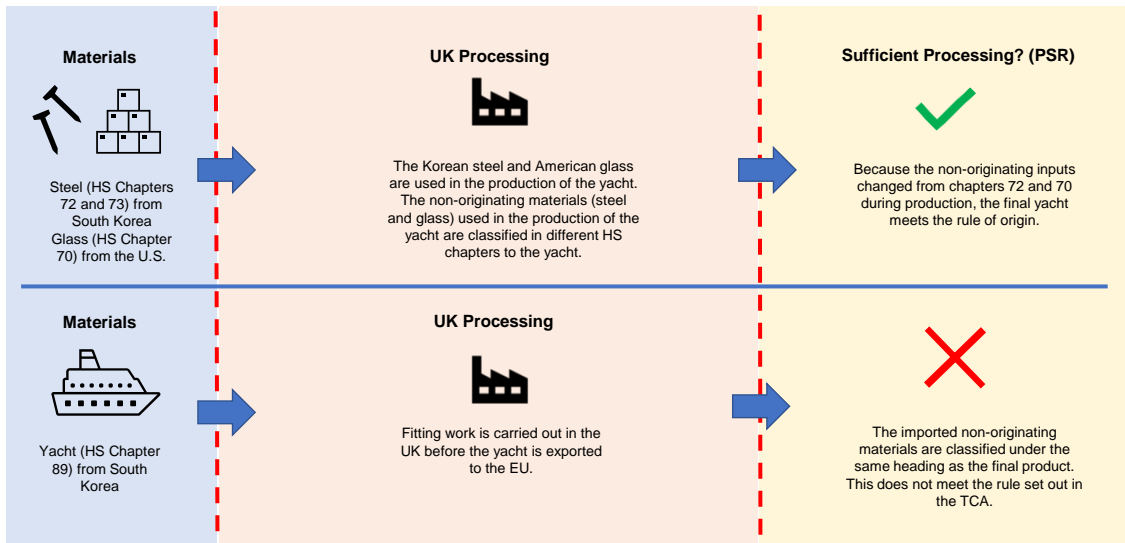 Materials
UK Processing
Sufficient Processing? (PSR)
Steel (HS Chapters
72 and 73) from
South Korea
Glass (HS Chapter
70) from the U.S.
The Korean steel and American glass
are used in the production of the yacht.
The non-originating materials (steel
and glass) used in the production of the
yacht are classified in different HS
chapters to the yacht.
Because the non-originating inputs
changed from chapters 72 and 70
during production, the final yacht
meets the rule of origin.
Materials
UK Processing
Yacht (HS Chapter
89) from South
Korea
Fitting work is carried out in the
UK before the yacht is exported
to the EU.
The imported non-originating
materials are classified under the
same heading as the final product.
This does not meet the rule set out in
the TCA.